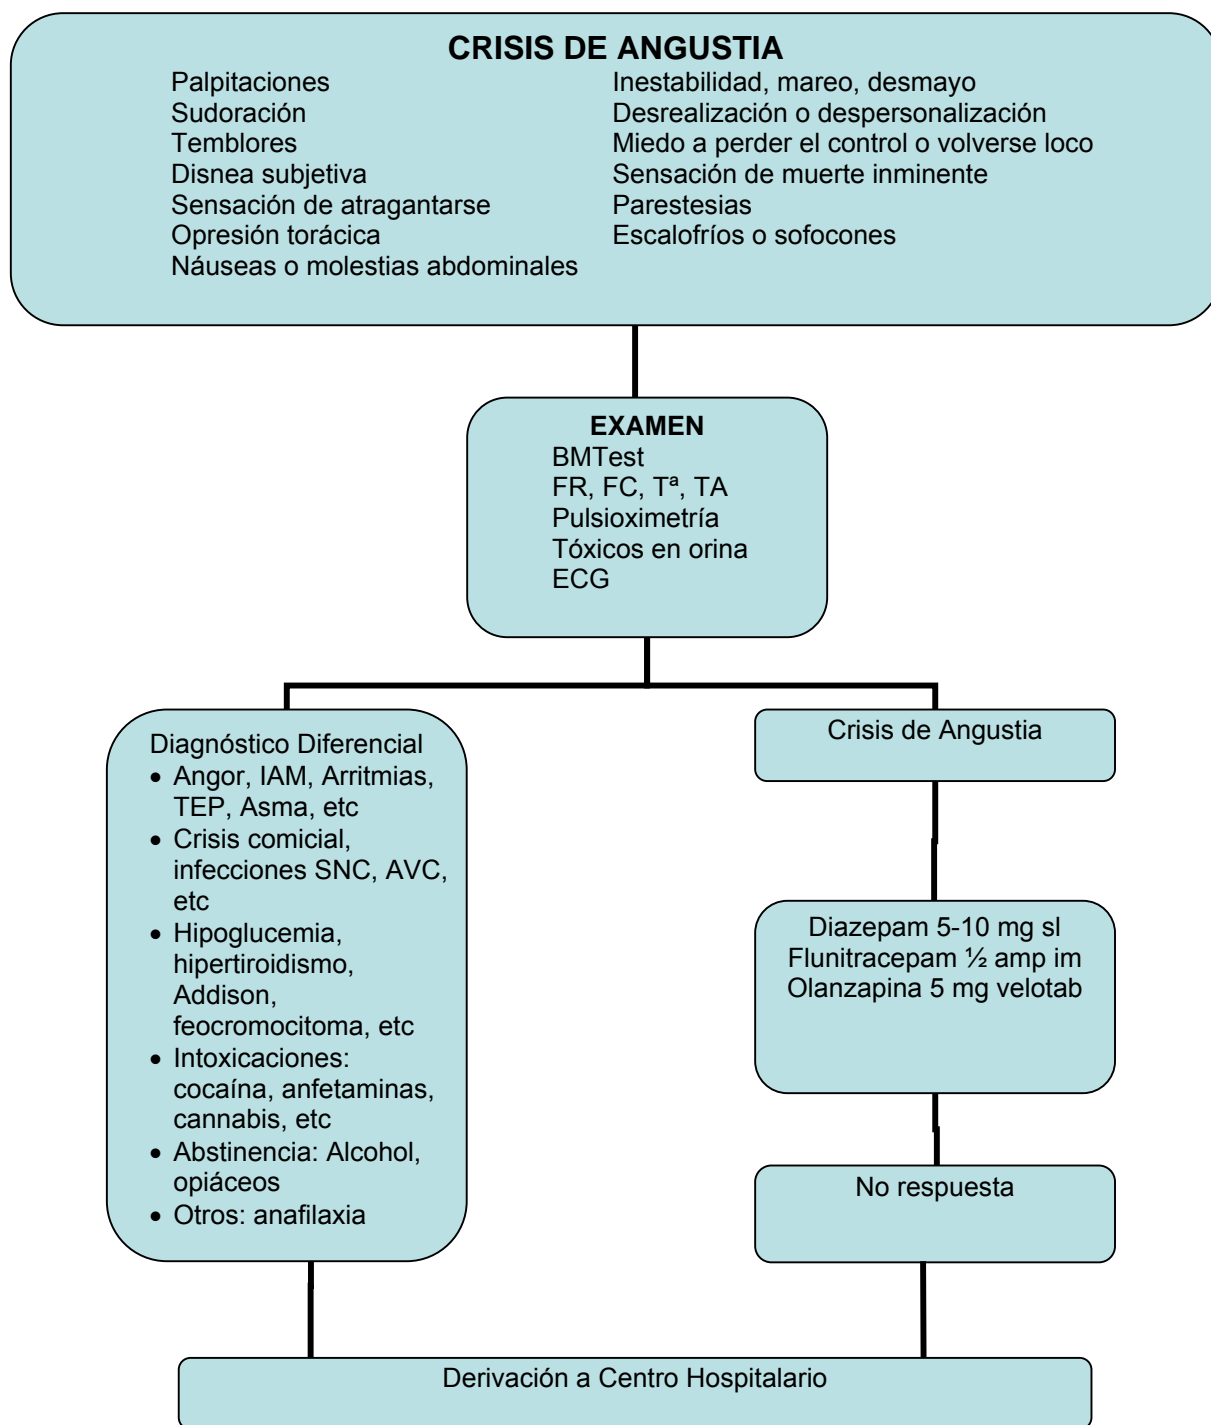 CRISIS DE ANGUSTIA
Palpitaciones
Sudoración
Temblores
Disnea subjetiva
Sensación de atragantarse
Opresión torácica
Náuseas o molestias abdominales
Inestabilidad, mareo, desmayo
Desrealización o despersonalización
Miedo a perder el control o volverse loco
Sensación de muerte inminente
Parestesias
Escalofríos o sofocones
EXAMEN
BMTest
FR, FC, Tª, TA
Pulsioximetría
Tóxicos en orina
ECG
Diagnóstico Diferencial
• Angor, IAM, Arritmias,
TEP, Asma, etc
• Crisis comicial,
infecciones SNC, AVC,
etc
• Hipoglucemia,
hipertiroidismo,
Addison,
feocromocitoma, etc
• Intoxicaciones:
cocaína, anfetaminas,
cannabis, etc
• Abstinencia: Alcohol,
opiáceos
• Otros: anafilaxia
Crisis de Angustia
Diazepam 5-10 mg sl
Flunitracepam ½ amp im
Olanzapina 5 mg velotab
No respuesta
Derivación a Centro Hospitalario